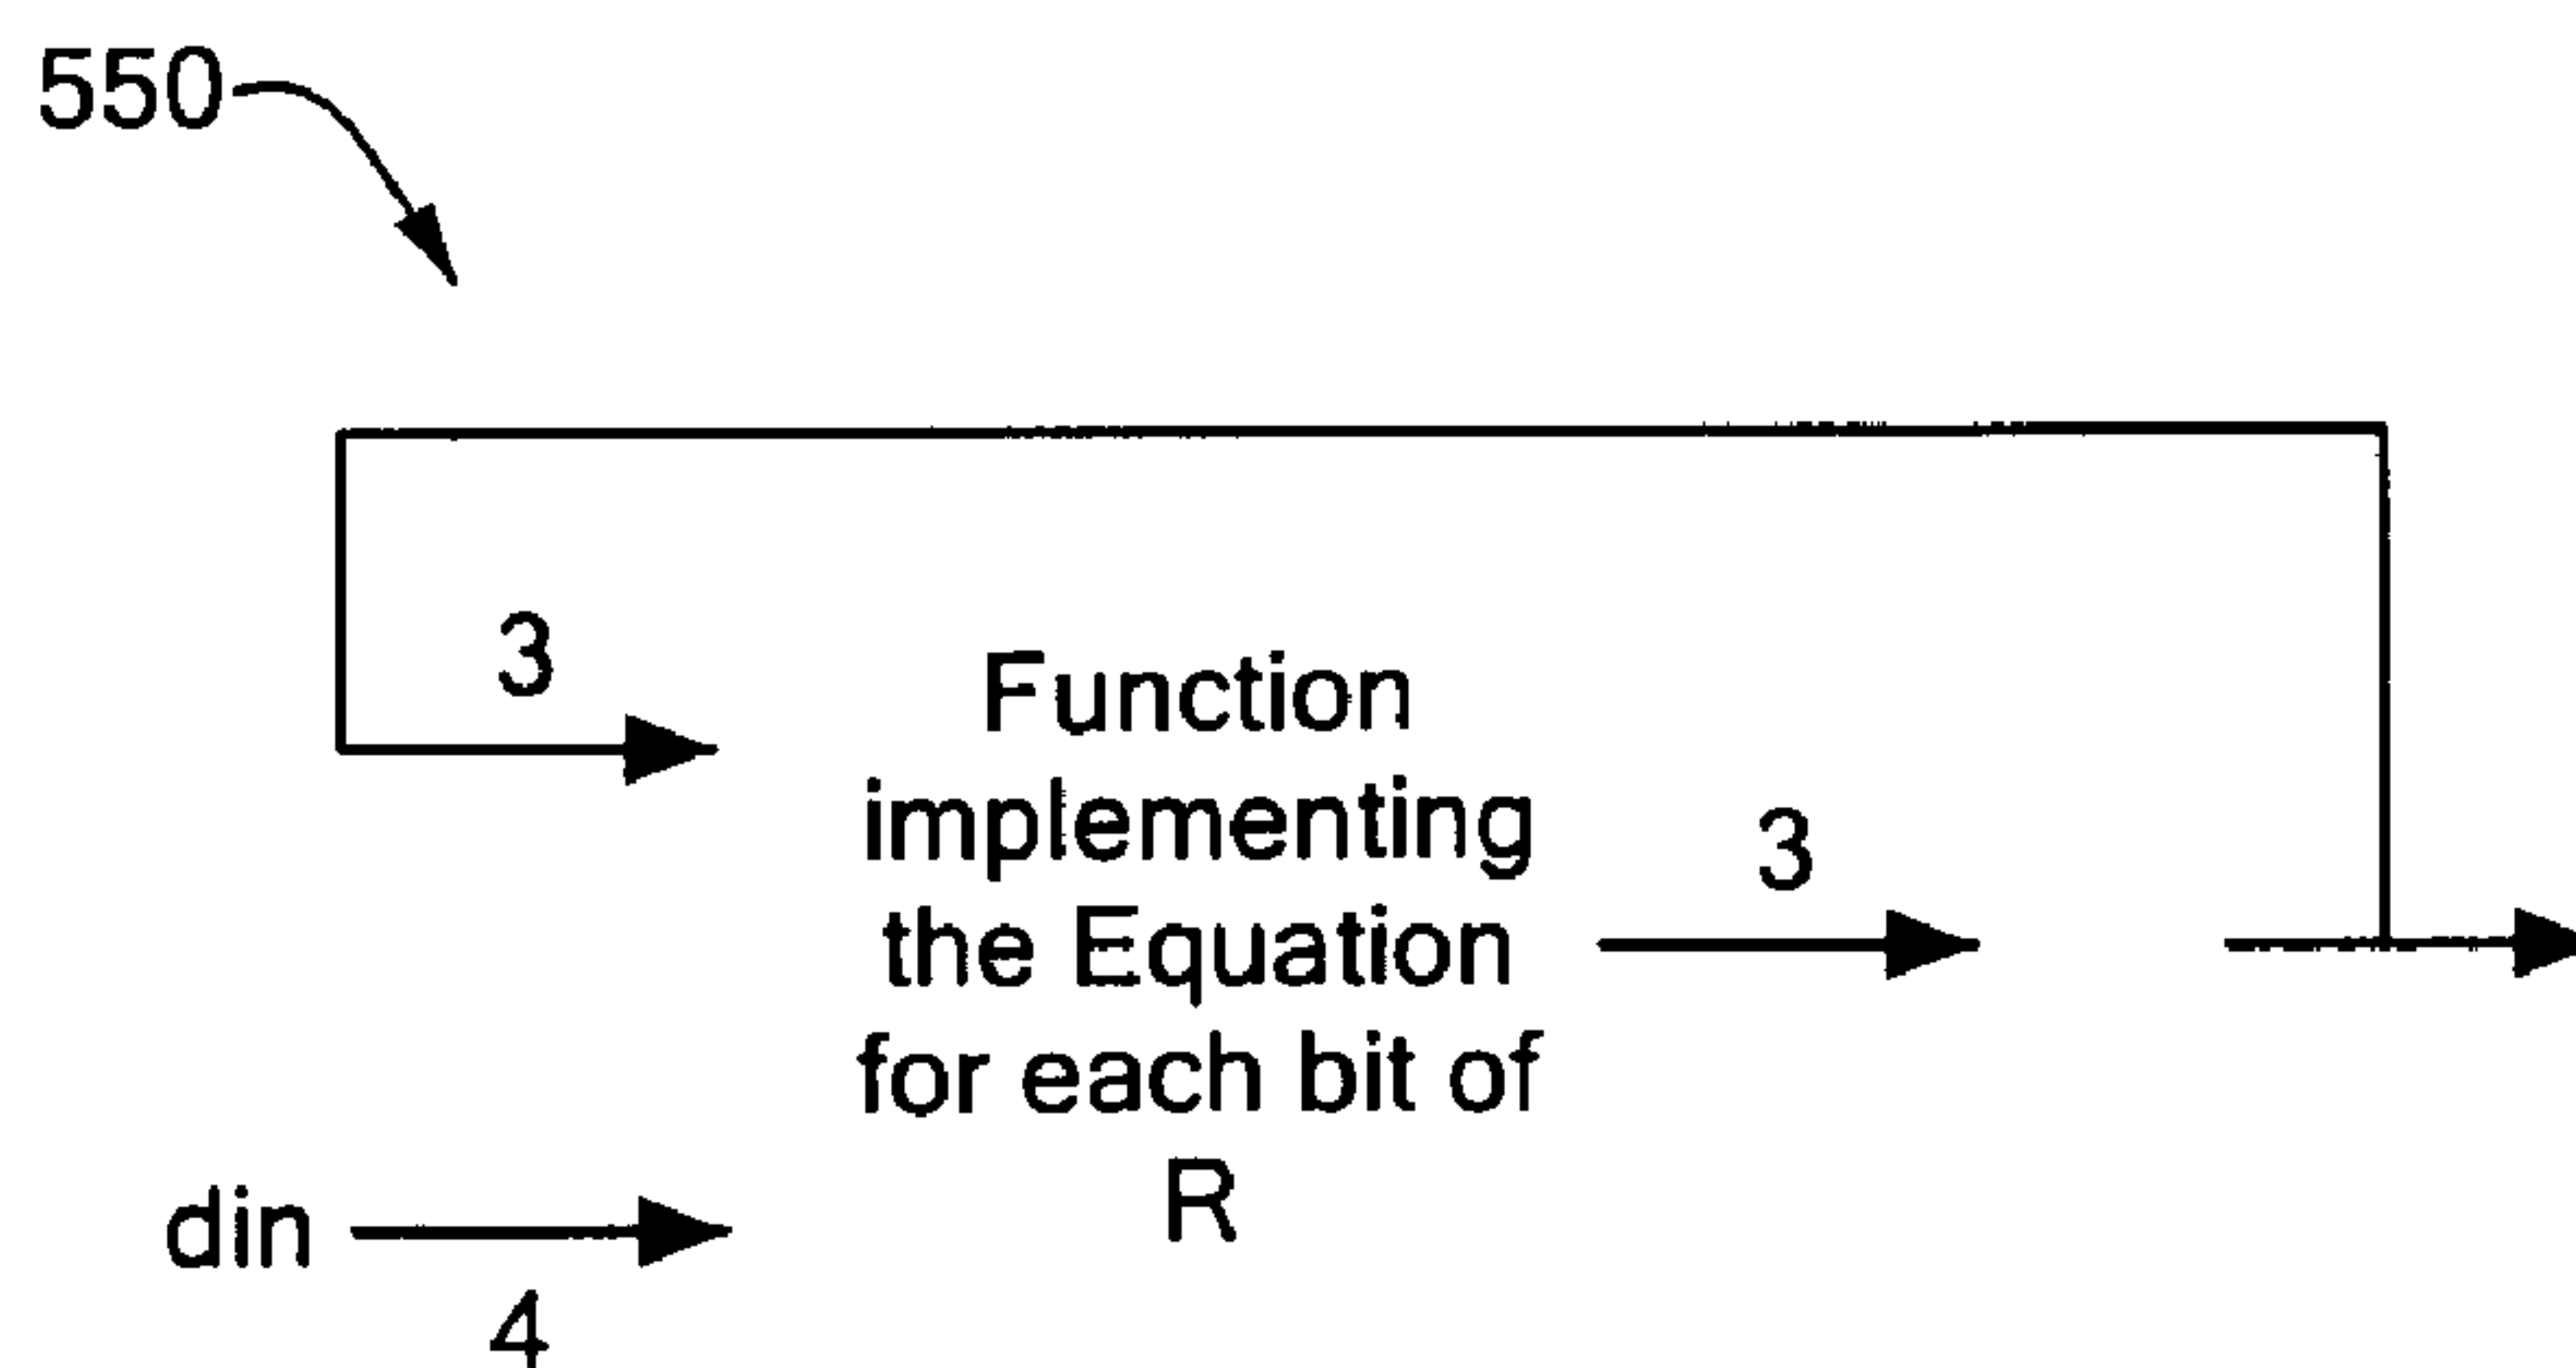 550
3
Function
implementing
the Equation
for each bit of
R
3
din
4